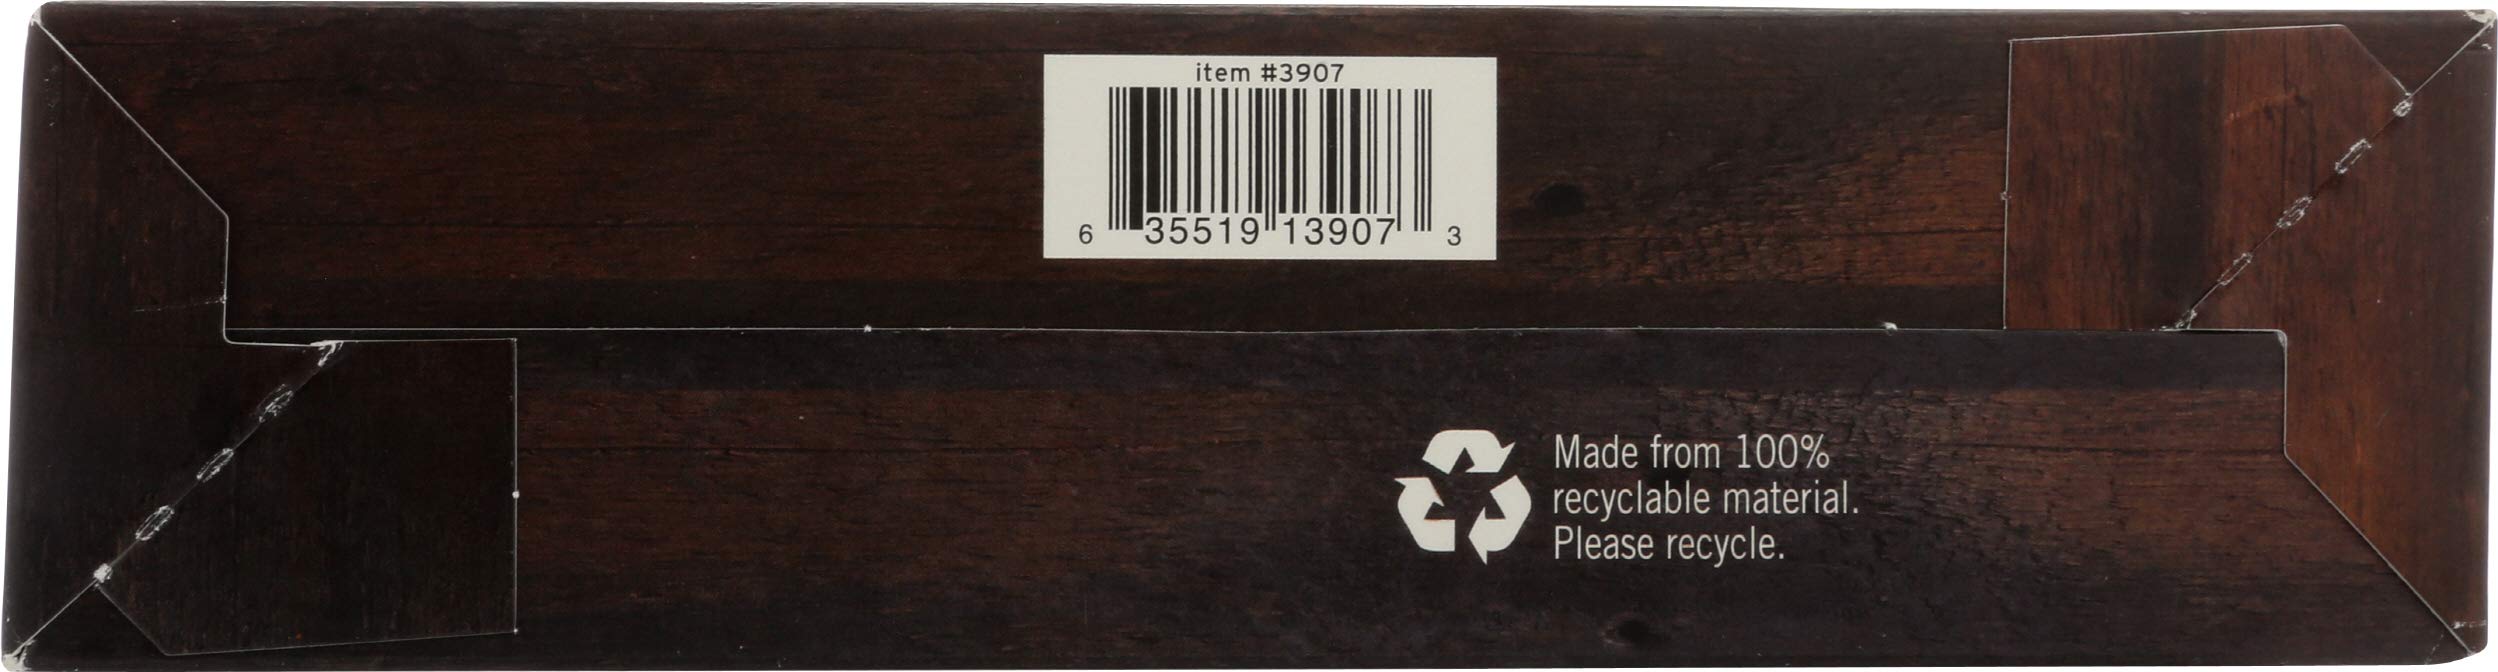 item #3907
6 35519 13907 3
Made from 100%
recyclable material.
Please recycle.